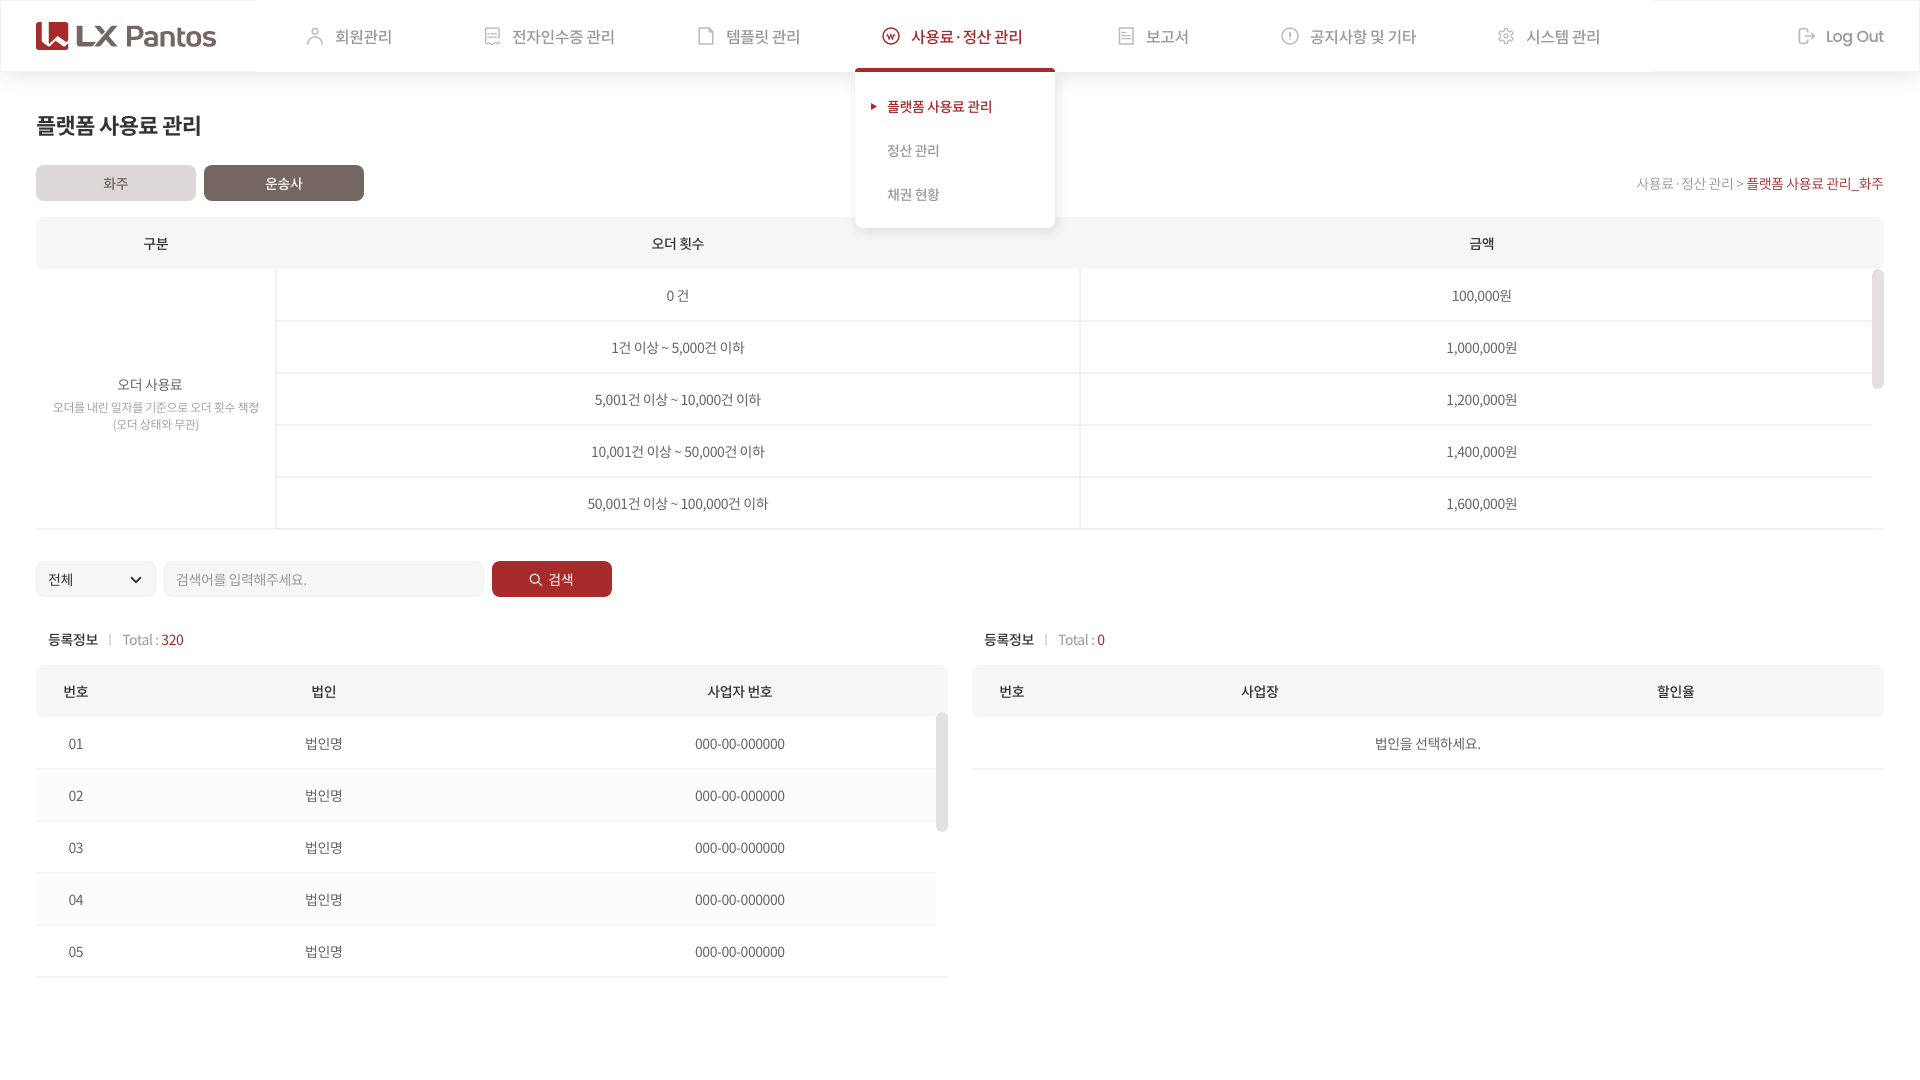 LX Pantos
회원관리
전자인수증 관리
템플릿 관리
사용료·정산 관리
보고서
공지사항 및 기타
시스템 관리
Log Out
플랫폼 사용료 관리
정산 관리
채권 현황
플랫폼 사용료 관리
화주
운송사
사용료·정산 관리 > 플랫폼 사용료 관리_화주
구분 오더 횟수 금액
오더 사용료
오더를 내린 일자를 기준으로 오더 횟수 책정
(오더 상태와 무관)
0 건 100,000원
1건 이상 ~ 5,000건 이하 1,000,000원
5,001건 이상 ~ 10,000건 이하 1,200,000원
10,001건 이상 ~ 50,000건 이하 1,400,000원
50,001건 이상 ~ 100,000건 이하 1,600,000원
전체
검색어를 입력해주세요.
검색
등록정보 | Total : 320
번호 법인 사업자 번호
01 법인명 000-00-000000
02 법인명 000-00-000000
03 법인명 000-00-000000
04 법인명 000-00-000000
05 법인명 000-00-000000
등록정보 | Total : 0
번호 사업장 할인율
법인을 선택하세요.